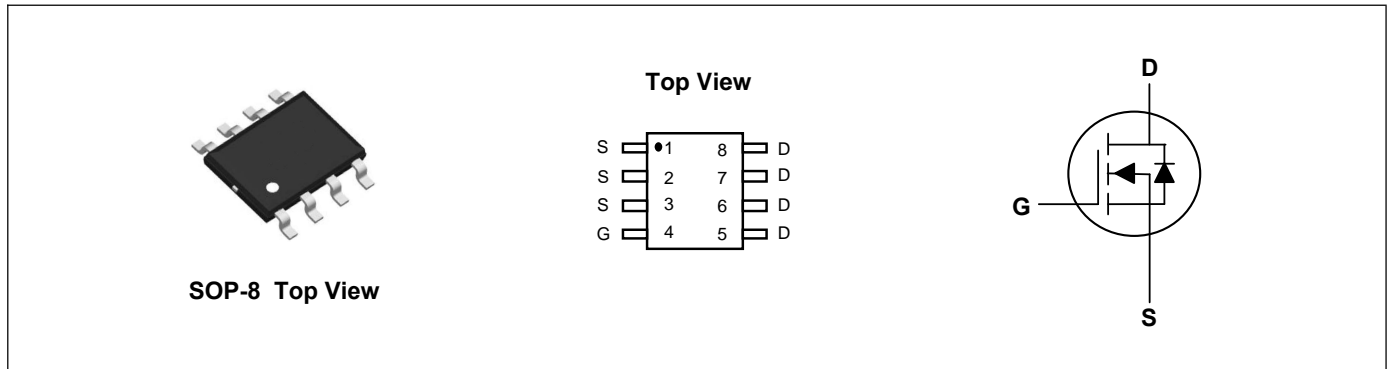 SOP-8 Top View
Top View
S 1 8 D
S 2 7 D
S 3 6 D
G 4 5 D
D
G
S